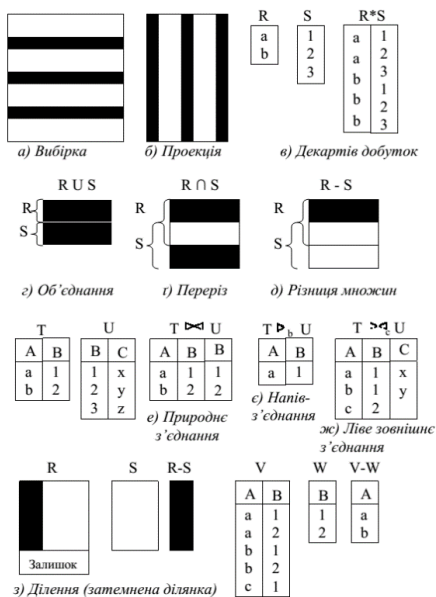 R S R*S
a 1 a 1
b 2 a 2
3 b 3
b 1
b 2
3
а) Вибірка б) Проекція в) Декартів добуток
R U S R ∩ S R - S
R R R
S S S
г) Об’єднання ґ) Переріз д) Різниця множин
T U T ⋈ U T ▷ b U T c U
A B B C A B B A B A B C
a 1 1 x a 1 1 a 1 a 1 x
b 2 2 y b 2 2 b 1 y
3 z c 2
е) Природнє з’єднання
є) Напів-з’єднання
ж) Ліве зовнішнє з’єднання
R S R-S V W V-W
A B B A
a 1 1 a
a 2 2 b
b 1
b 2
c 1
Залишок
з) Ділення (затемнена ділянка)